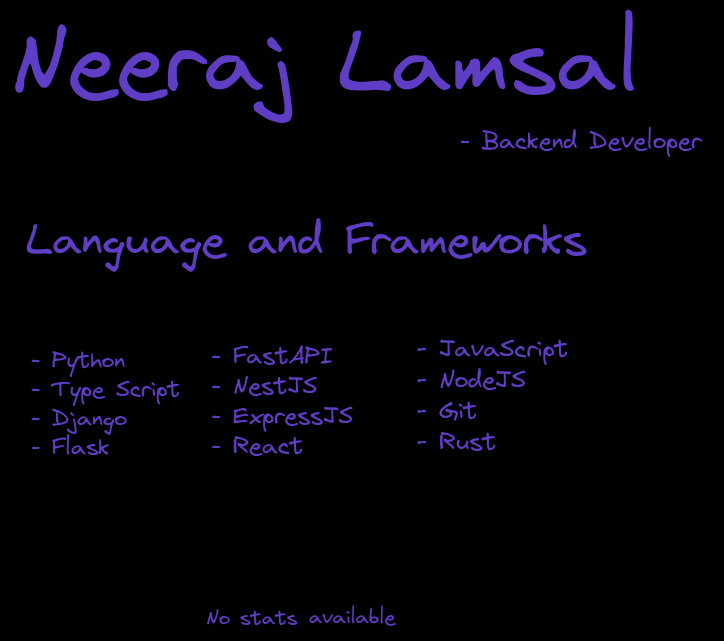 Neeraj Lamsal
- Backend Developer
Language and Frameworks
- Python
- Type Script
- Django
- Flask
- FastAPI
- NestJS
- ExpressJS
- React
- JavaScript
- NodeJS
- Git
- Rust
No stats available